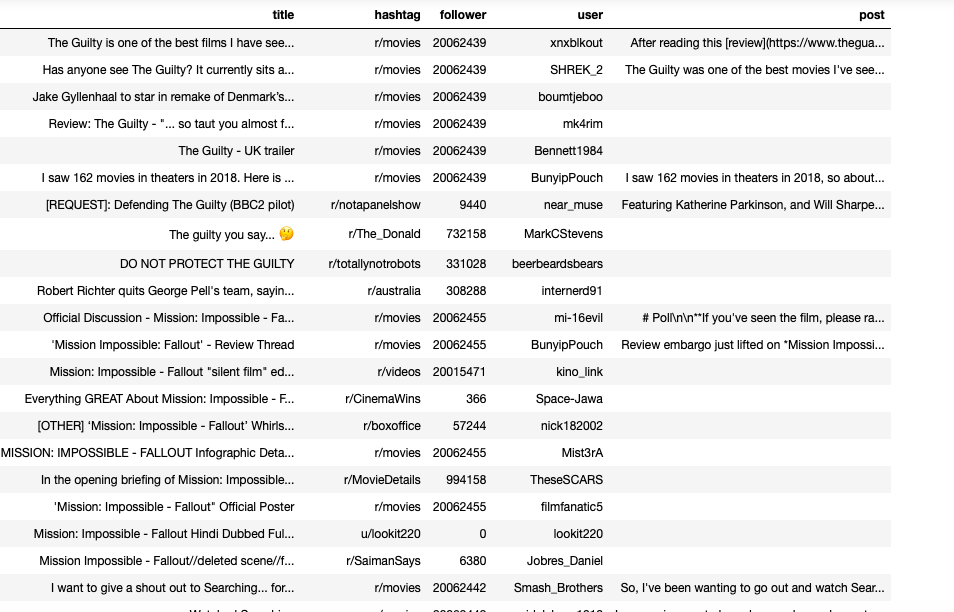 title hashtag follower user post
The Guilty is one of the best films I have see... r/movies 20062439 xnxblkout After reading this [review](https://www.thegua...
Has anyone see The Guilty? It currently sits a... r/movies 20062439 SHREK_2 The Guilty was one of the best movies I've see...
Jake Gyllenhaal to star in remake of Denmark's... r/movies 20062439 boumtjeboo
Review: The Guilty - "... so taut you almost f... r/movies 20062439 mk4rim
The Guilty - UK trailer r/movies 20062439 Bennett1984
I saw 162 movies in theaters in 2018. Here is ... r/movies 20062439 BunyipPouch I saw 162 movies in theaters in 2018, so about...
[REQUEST]: Defending The Guilty (BBC2 pilot) r/notapanelshow 9440 near_muse Featuring Katherine Parkinson, and Will Sharpe...
The guilty you say... 🤔 r/The_Donald 732158 MarkCStevens
DO NOT PROTECT THE GUILTY r/totallynotrobots 331028 beerbeardsbears
Robert Richter quits George Pell's team, sayin... r/australia 308288 internerd91
Official Discussion - Mission: Impossible - Fa... r/movies 20062455 mi-16evil # Poll\n\n**If you've seen the film, please ra...
'Mission Impossible: Fallout' - Review Thread r/movies 20062455 BunyipPouch Review embargo just lifted on *Mission Impossi...
Mission: Impossible - Fallout "silent film" ed... r/videos 20015471 kino_link
Everything GREAT About Mission: Impossible - F... r/CinemaWins 366 Space-Jawa
[OTHER] ‘Mission: Impossible - Fallout’ Whirls... r/boxoffice 57244 nick182002
MISSION: IMPOSSIBLE - FALLOUT Infographic Deta... r/movies 20062455 Mist3rA
In the opening briefing of Mission: Impossible... r/MovieDetails 994158 TheseSCARS
'Mission: Impossible - Fallout" Official Poster r/movies 20062455 filmfanatic5
Mission: Impossible - Fallout Hindi Dubbed Ful... u/lookit220 0 lookit220
Mission Impossible - Fallout//deleted scene//f... r/SaimanSays 6380 Jobres_Daniel
I want to give a shout out to Searching... for... r/movies 20062442 Smash_Brothers So, I've been wanting to go out and watch Sear...